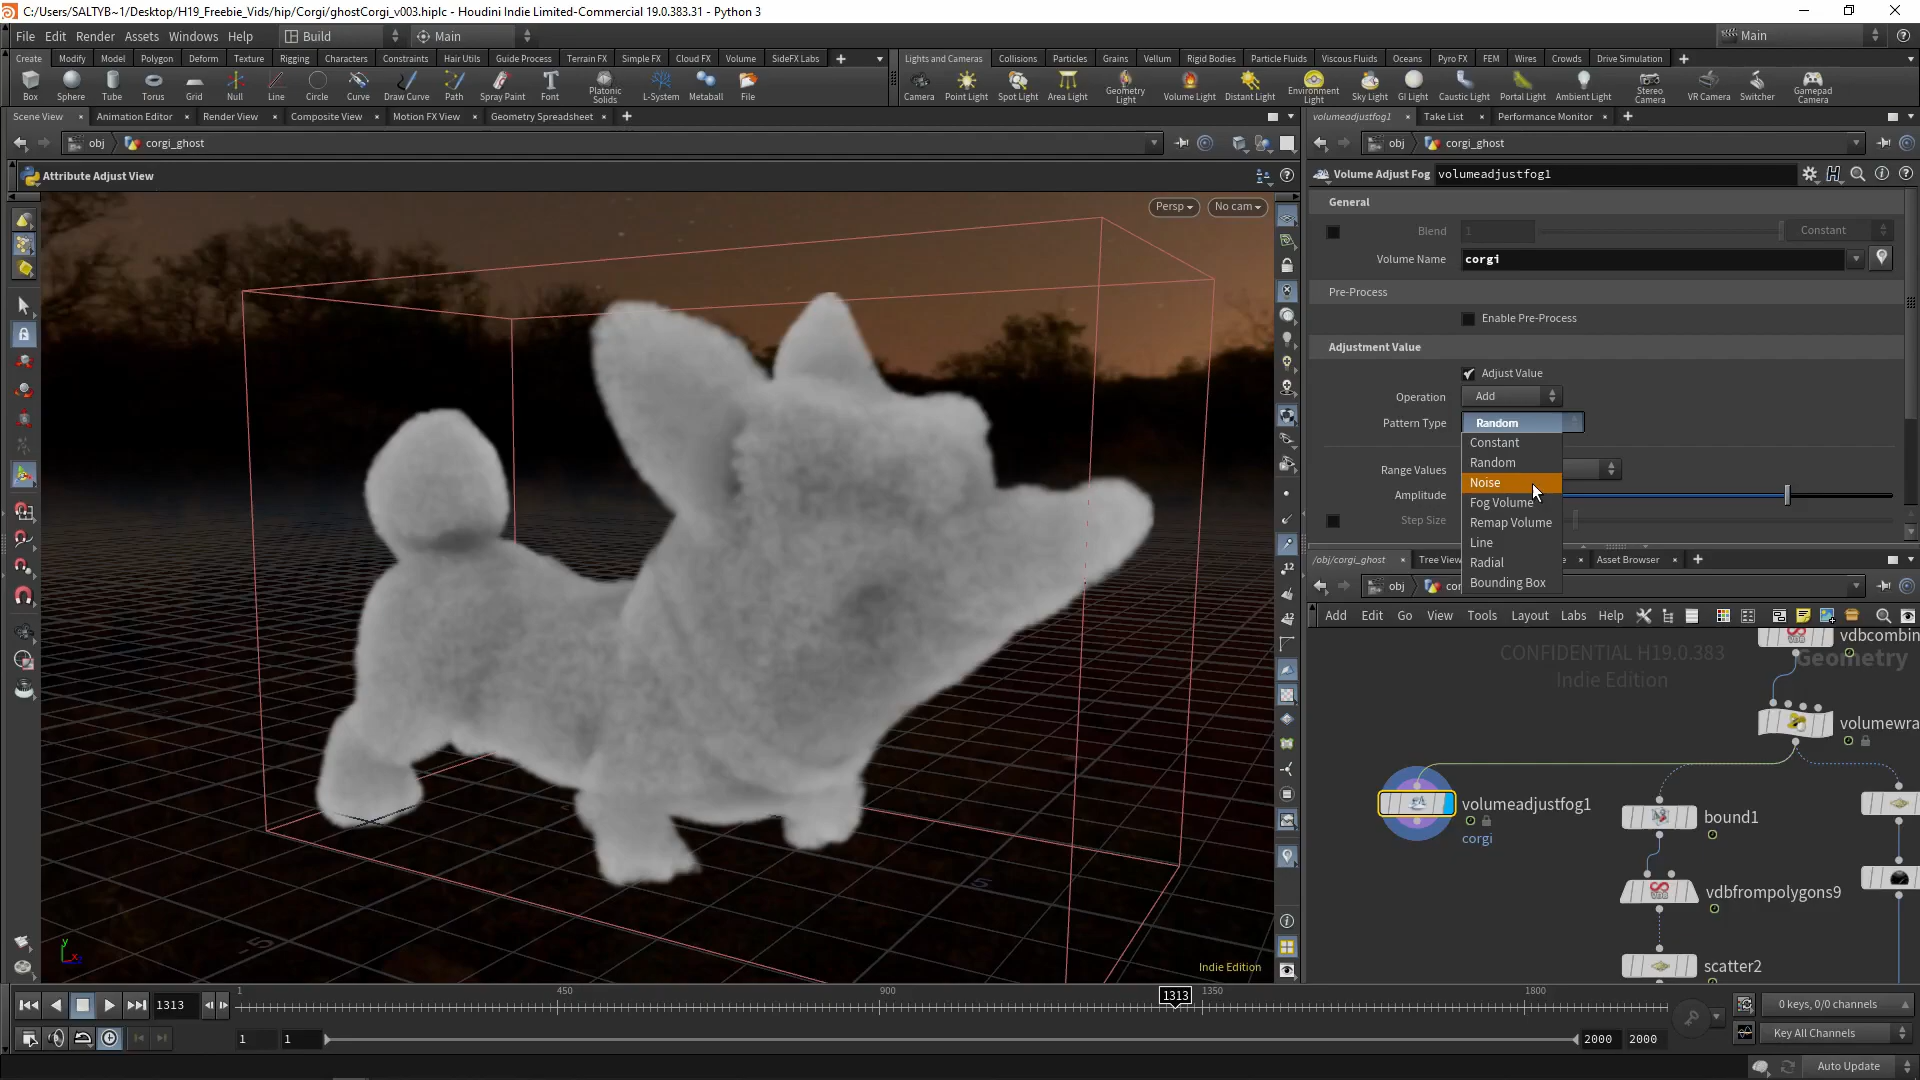 C:/Users/SALTYB~1/Desktop/H19_Freebie_Vids/hip/Corgi/ghostCorgi_v003.hiplc - Houdini Indie Limited-Commercial 19.0.383.31 - Python 3
File Edit Render Assets Windows Help Build Main Main
Create Modify Model Polygon Deform Texture Rigging Characters Constraints Hair Utils Guide Process Terrain FX Simple FX Cloud FX Volume SideFX Labs
Lights and Cameras Collisions Particles Grains Vellum Rigid Bodies Particle Fluids Viscous Fluids Oceans Pyro FX FEM Wires Crowds Drive Simulation
Box Sphere Tube Torus Grid Null Line Circle Curve Draw Curve Path Spray Paint Font Platonic Solids L-System Metaball File
Camera Point Light Spot Light Area Light Geometry Light Volume Light Distant Light Environment Light Sky Light GI Light Caustic Light Portal Light Ambient Light Stereo Camera VR Camera Switcher Gamepad Camera
Scene View Animation Editor Render View Composite View Motion FX View Geometry Spreadsheet
obj corgi_ghost
Attribute Adjust View
Persp No cam
Indie Edition
volumeadjustfog1 Take List Performance Monitor
obj corgi_ghost
Volume Adjust Fog volumeadjustfog1
General
Blend 1 Constant
Volume Name corgi
Pre-Process
Enable Pre-Process
Adjustment Value
Adjust Value
Operation Add
Pattern Type Random
Constant
Random
Noise
Fog Volume
Remap Volume
Line
Radial
Bounding Box
Range Values
Amplitude
Step Size
/obj/corgi_ghost Tree View Asset Browser
obj
Add Edit Go View Tools Layout Labs Help
CONFIDENTIAL H19.0.383
Indie Edition
Geometry
vdbcombin
volumewra
volumeadjustfog1
corgi
bound1
vdbfrompolygons9
scatter2
1313
1 450 900 1313 1350 1800
1 1 2000 2000
0 keys, 0/0 channels
Key All Channels
Auto Update